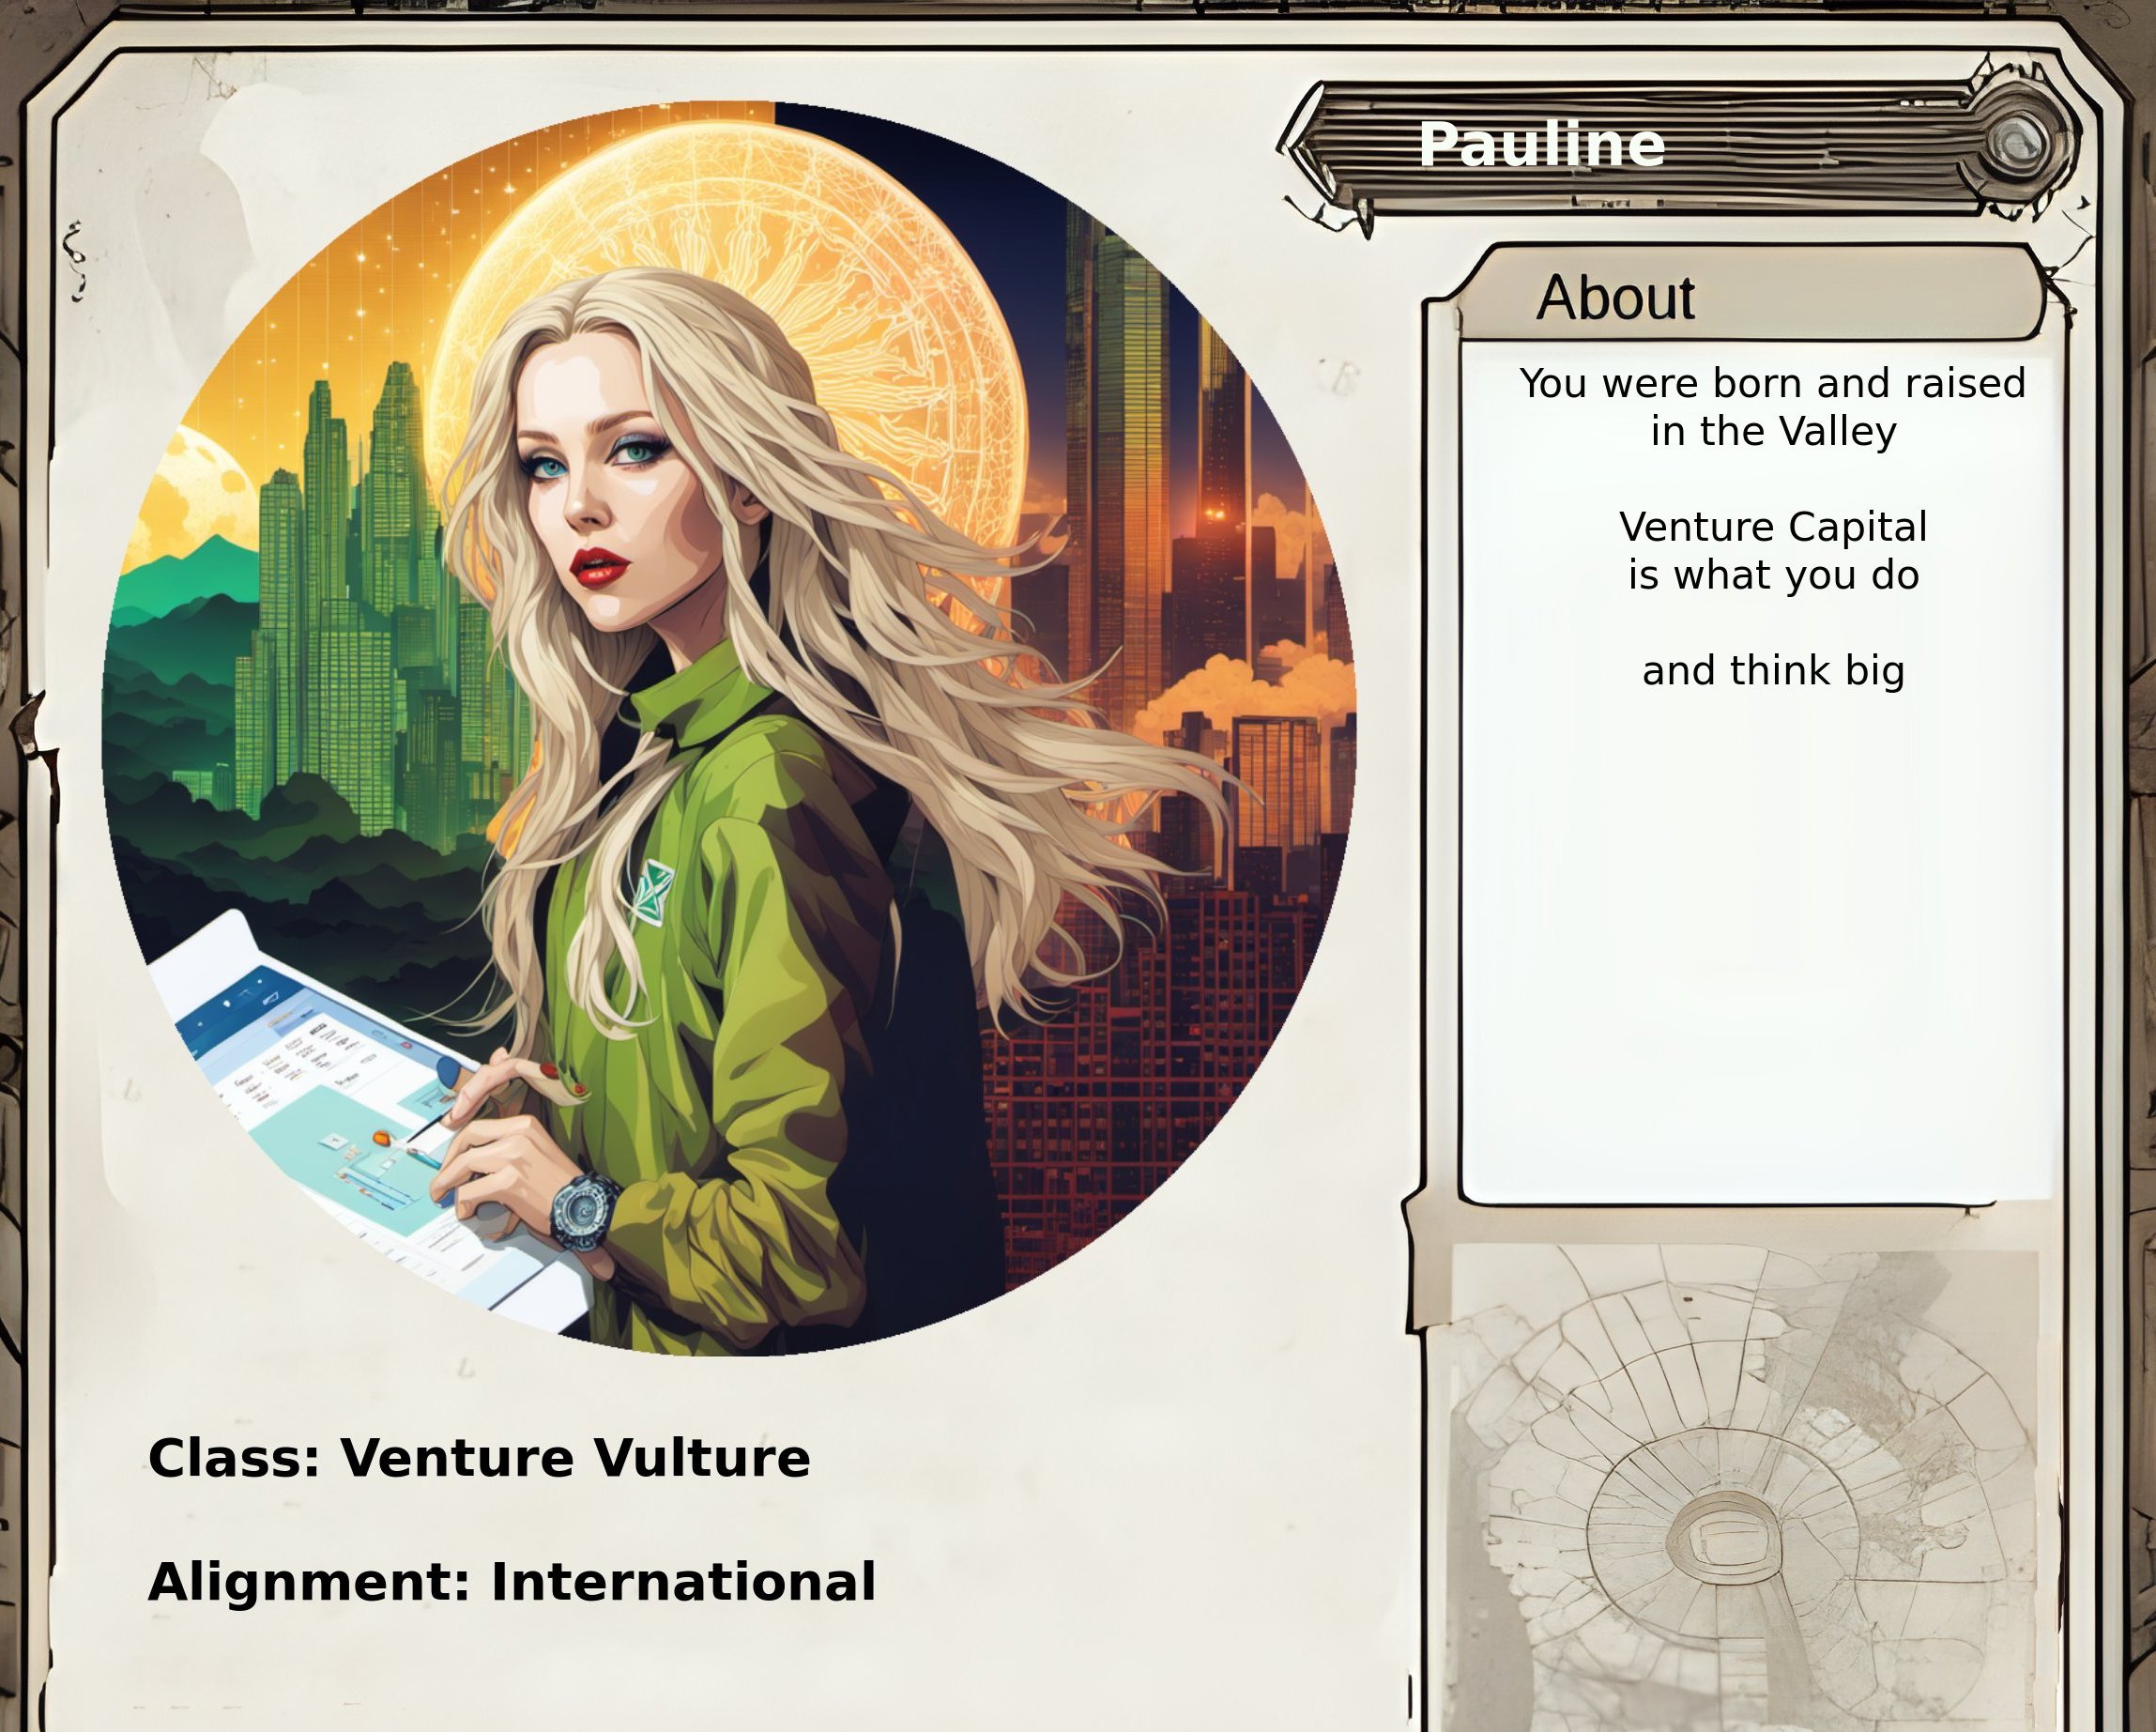 Pauline
About
You were born and raised
in the Valley
Venture Capital
is what you do
and think big
Class: Venture Vulture
Alignment: International